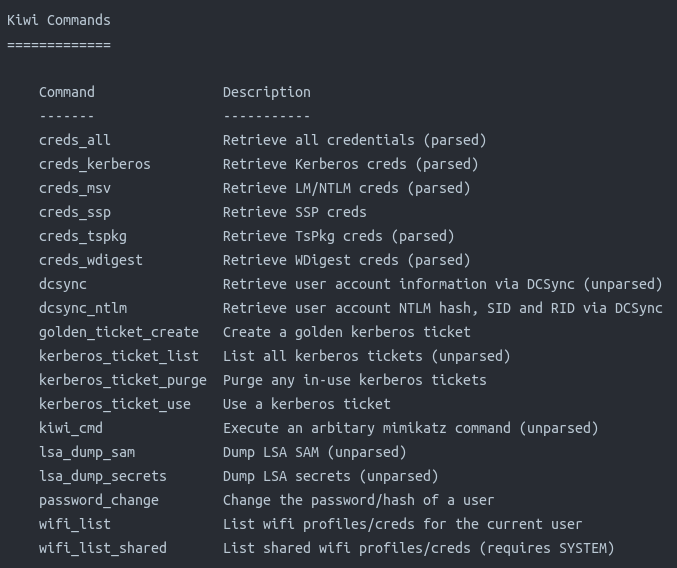 Kiwi Commands
=============
Command Description
------- -----------
creds_all Retrieve all credentials (parsed)
creds_kerberos Retrieve Kerberos creds (parsed)
creds_msv Retrieve LM/NTLM creds (parsed)
creds_ssp Retrieve SSP creds
creds_tspkg Retrieve TsPkg creds (parsed)
creds_wdigest Retrieve WDigest creds (parsed)
dcsync Retrieve user account information via DCSync (unparsed)
dcsync_ntlm Retrieve user account NTLM hash, SID and RID via DCSync
golden_ticket_create Create a golden kerberos ticket
kerberos_ticket_list List all kerberos tickets (unparsed)
kerberos_ticket_purge Purge any in-use kerberos tickets
kerberos_ticket_use Use a kerberos ticket
kiwi_cmd Execute an arbitary mimikatz command (unparsed)
lsa_dump_sam Dump LSA SAM (unparsed)
lsa_dump_secrets Dump LSA secrets (unparsed)
password_change Change the password/hash of a user
wifi_list List wifi profiles/creds for the current user
wifi_list_shared List shared wifi profiles/creds (requires SYSTEM)